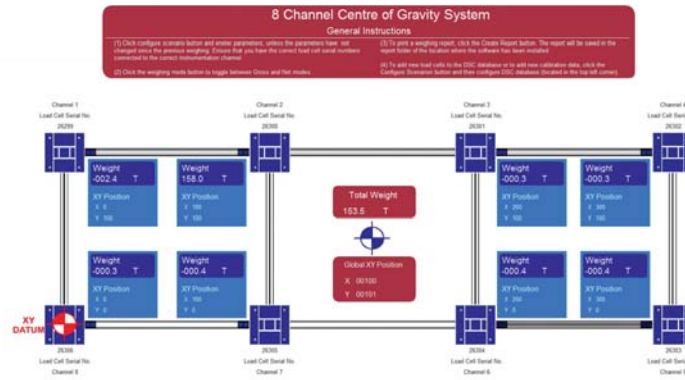 8 Channel Centre of Gravity System
General Instructions
(1) Click configure scenario button and enter parameters, unless the parameters have not
changed since the previous weighing. Ensure that you have the correct load cell serial numbers
connected to the correct instrumentation channel.
(2) Click the weighing mode button to toggle between Gross and Net modes.
(3) To print a weighing report, click the Create Report button. The report will be saved in the
report folder of the location where the software has been installed
(4) To add new load cells to the DSC database or to add new calibration data, click the
Configure Scenarios button and then configure DSC database (located in the top left corner)
Channel 1
Load Cell Serial No.
26299
Channel 2
Load Cell Serial No.
26300
Channel 3
Load Cell Serial No.
26301
Channel
Load Cell Serial
26302
Weight
-002.4 T
XY Position
X 0
Y 100
Weight
158.0 T
XY Position
X 100
Y 100
Total Weight
153.5 T
Weight
-000.3 T
XY Position
X 200
Y 100
Weight
-000.3 T
XY Position
X 300
Y 100
Weight
-000.3 T
XY Position
X 0
Y 0
Weight
-000.4 T
XY Position
X 100
Y 0
Global XY Position
X 00100
Y 00101
Weight
-000.4 T
XY Position
X 200
Y 0
Weight
-000.4 T
XY Position
X 300
Y 0
XY
DATUM
26306
Load Cell Serial No.
Channel 8
26305
Load Cell Serial No.
Channel 7
26304
Load Cell Serial No.
Channel 6
26303
Load Cell Serial
Channel